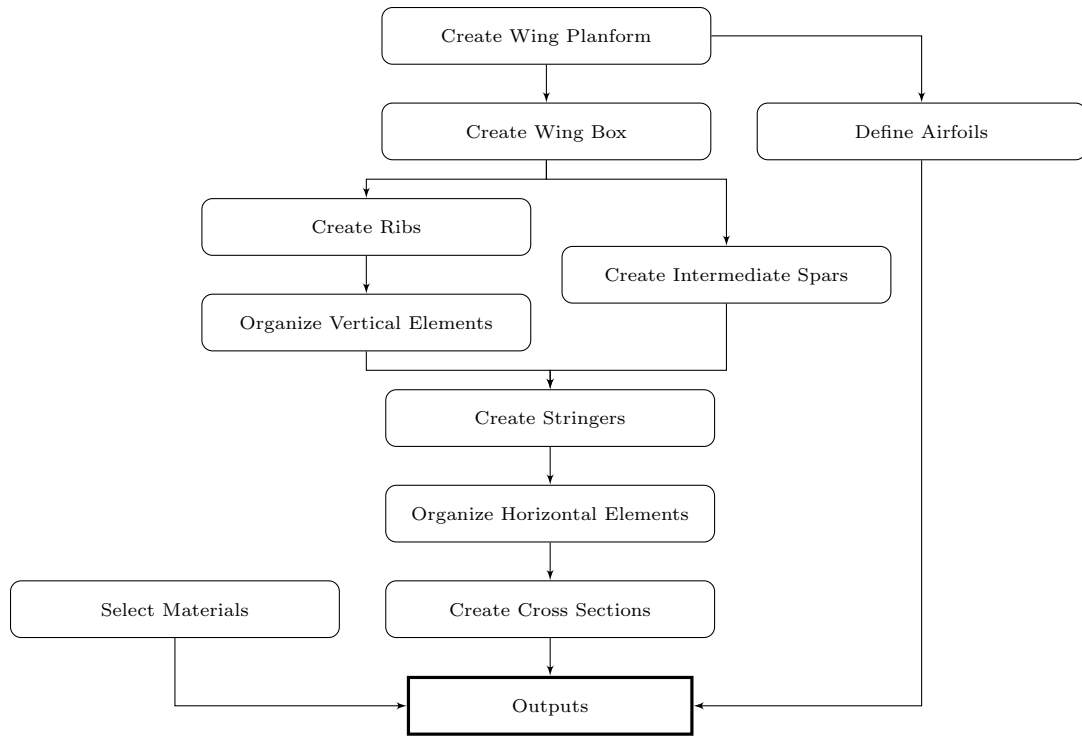 Create Wing Planform
Create Wing Box
Define Airfoils
Create Ribs
Create Intermediate Spars
Organize Vertical Elements
Create Stringers
Organize Horizontal Elements
Select Materials
Create Cross Sections
Outputs